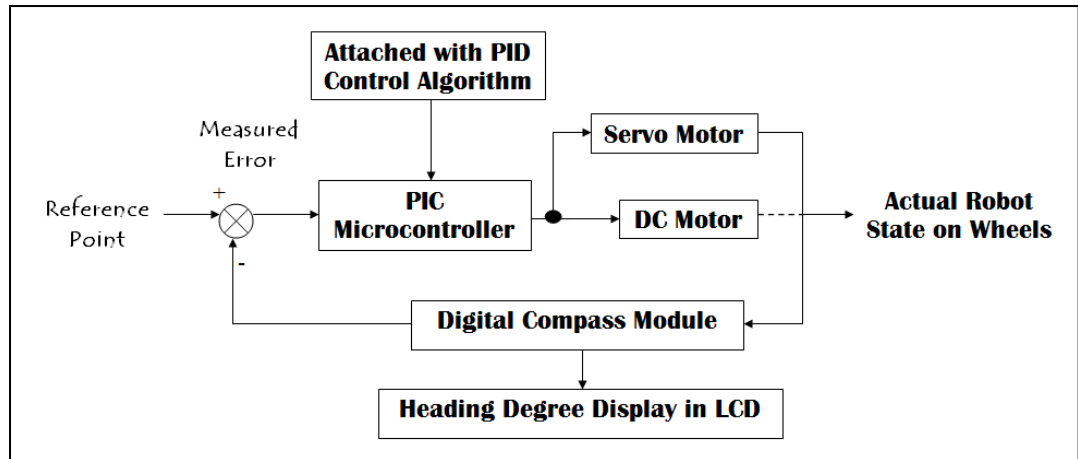 Attached with PID
Control Algorithm
Measured
Error
Servo Motor
+
Reference
Point
PIC
Microcontroller
DC Motor
Actual Robot
State on Wheels
-
Digital Compass Module
Heading Degree Display in LCD